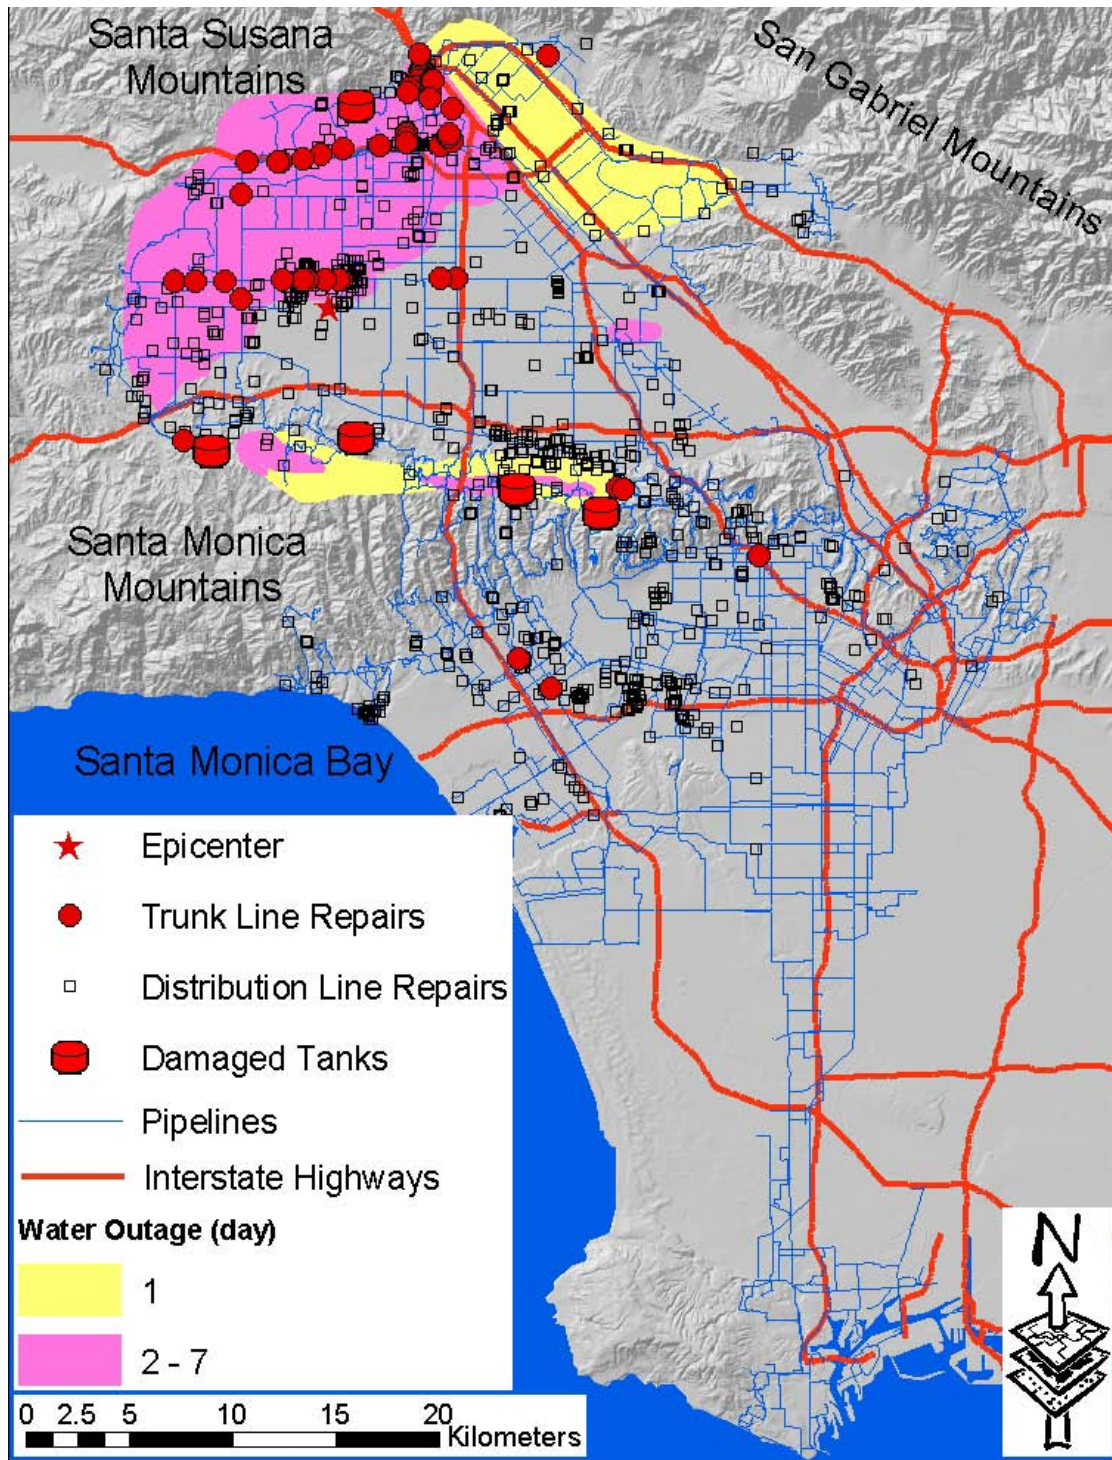 Santa Susana
Mountains
San Gabriel Mountains
Santa Monica
Mountains
Santa Monica Bay
Epicenter
Trunk Line Repairs
Distribution Line Repairs
Damaged Tanks
Pipelines
Interstate Highways
Water Outage (day)
1
2 - 7
0 2.5 5 10 15 20
Kilometers
N